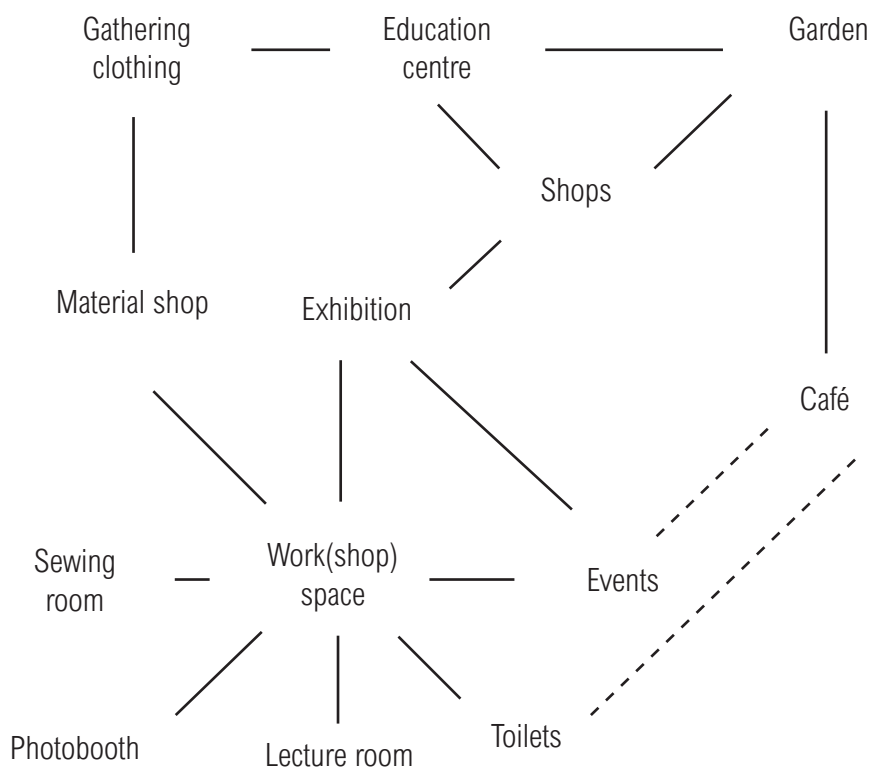 Gathering
clothing
Education
centre
Garden
Shops
Material shop
Exhibition
Café
Sewing
room
Work(shop)
space
Events
Photobooth
Lecture room
Toilets